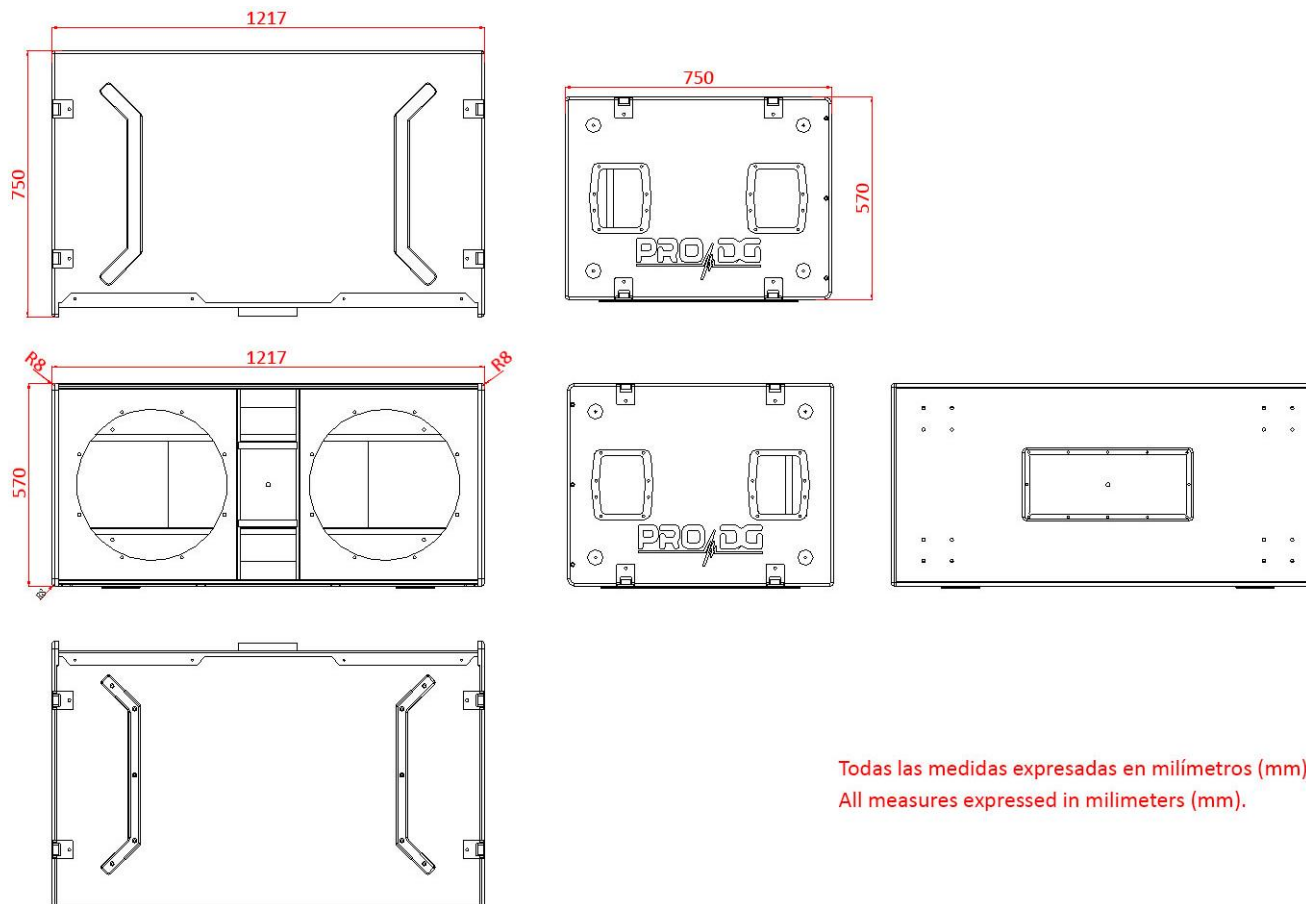 1217
750
750
570
R8
1217
R8
570
PRO DG
PRO DG
Todas las medidas expresadas en milímetros (mm)
All measures expressed in milimeters (mm).